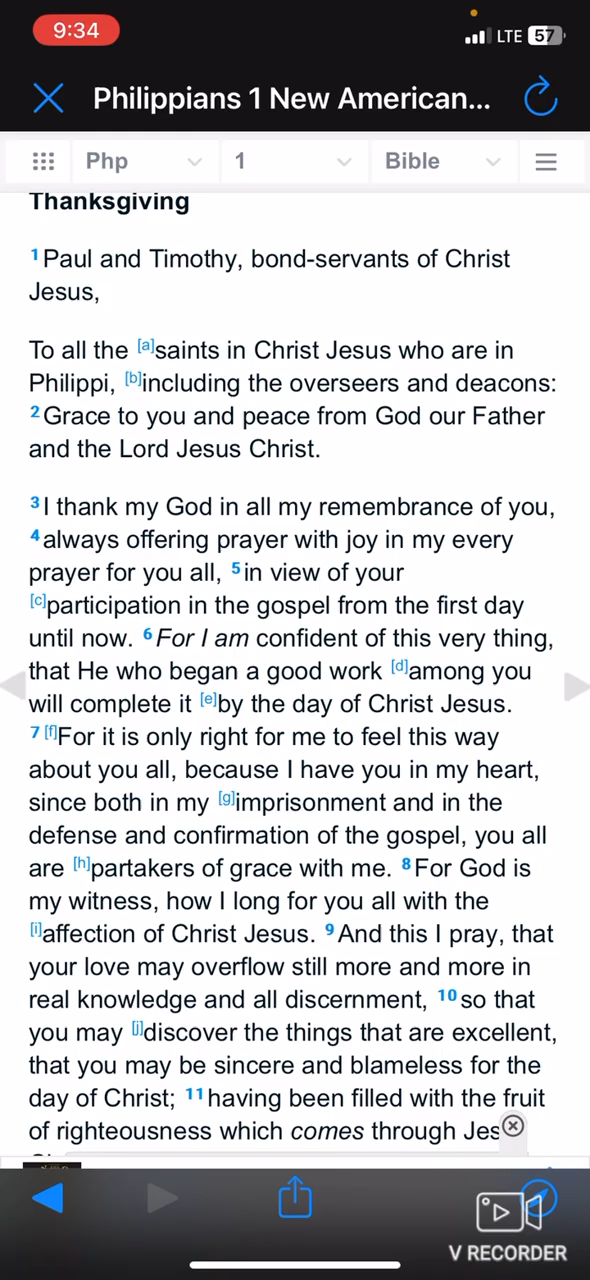 9:34
LTE 57
Philippians 1 New American...
Php 1 Bible
Thanksgiving
1 Paul and Timothy, bond-servants of Christ
Jesus,
To all the [a]saints in Christ Jesus who are in
Philippi, [b]including the overseers and deacons:
2 Grace to you and peace from God our Father
and the Lord Jesus Christ.
3 I thank my God in all my remembrance of you,
4 always offering prayer with joy in my every
prayer for you all, 5 in view of your
[c]participation in the gospel from the first day
until now. 6 For I am confident of this very thing,
that He who began a good work [d]among you
will complete it [e]by the day of Christ Jesus.
7 [f]For it is only right for me to feel this way
about you all, because I have you in my heart,
since both in my [g]imprisonment and in the
defense and confirmation of the gospel, you all
are [h]partakers of grace with me. 8 For God is
my witness, how I long for you all with the
[i]affection of Christ Jesus. 9 And this I pray, that
your love may overflow still more and more in
real knowledge and all discernment, 10 so that
you may [j]discover the things that are excellent,
that you may be sincere and blameless for the
day of Christ; 11 having been filled with the fruit
of righteousness which comes through Jes
V RECORDER